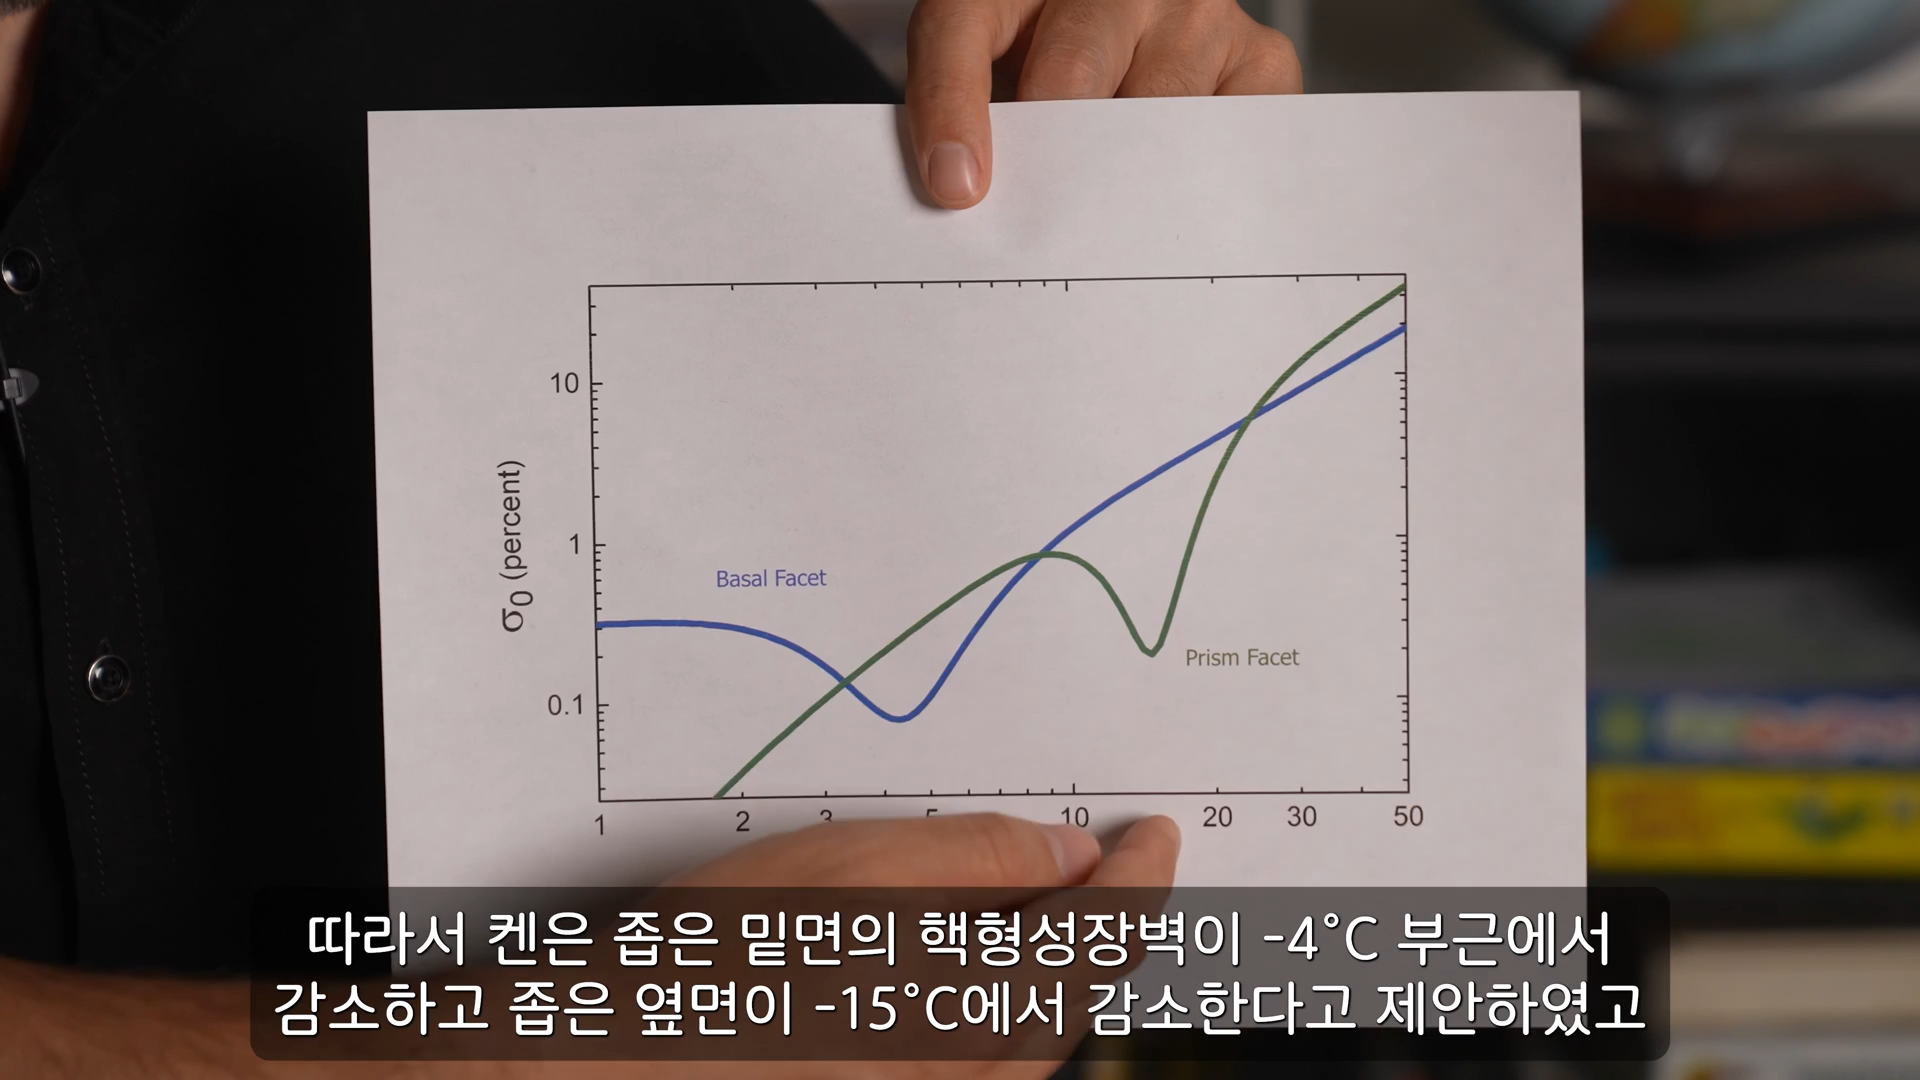 10
1
0.1
σ0 (percent)
Basal Facet
Prism Facet
1 2 3 5 10 20 30 50
따라서 켄은 좁은 밑면의 핵형성장벽이 -4°C 부근에서
감소하고 좁은 옆면이 -15°C에서 감소한다고 제안하였고